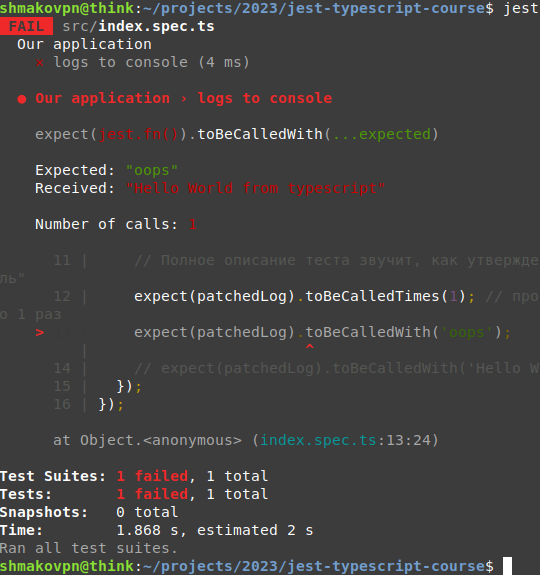 shmakovpn@think:~/projects/2023/jest-typescript-course$ jest
FAIL src/index.spec.ts
Our application
✕ logs to console (4 ms)
● Our application › logs to console
expect(jest.fn()).toBeCalledWith(...expected)
Expected: "oops"
Received: "Hello World from typescript"
Number of calls: 1
11 | // Полное описание теста звучит, как утвержде
ль"
12 | expect(patchedLog).toBeCalledTimes(1); // про
о 1 раз
> expect(patchedLog).toBeCalledWith('oops');
| ^
14 | // expect(patchedLog).toBeCalledWith('Hello W
15 | });
16 | });
at Object.<anonymous> (index.spec.ts:13:24)
Test Suites: 1 failed, 1 total
Tests: 1 failed, 1 total
Snapshots: 0 total
Time: 1.868 s, estimated 2 s
Ran all test suites.
shmakovpn@think:~/projects/2023/jest-typescript-course$